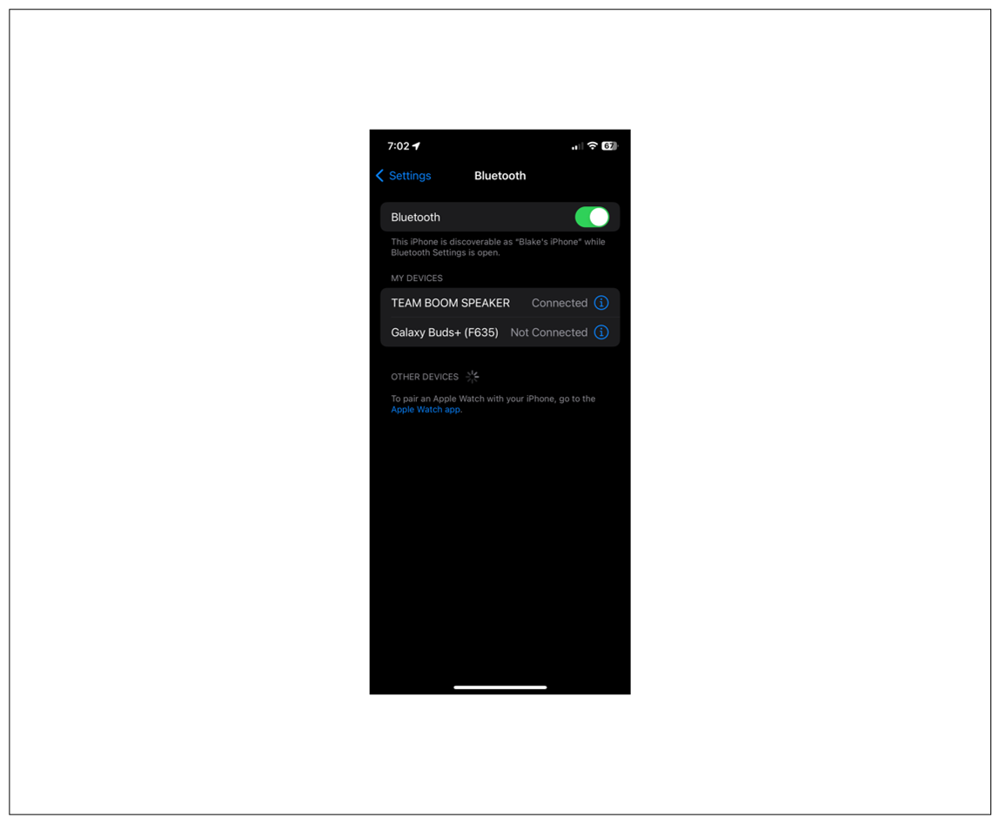 7:02
67
Settings
Bluetooth
Bluetooth
This iPhone is discoverable as “Blake's iPhone” while
Bluetooth Settings is open.
MY DEVICES
TEAM BOOM SPEAKER Connected
Galaxy Buds+ (F635) Not Connected
OTHER DEVICES
To pair an Apple Watch with your iPhone, go to the
Apple Watch app.